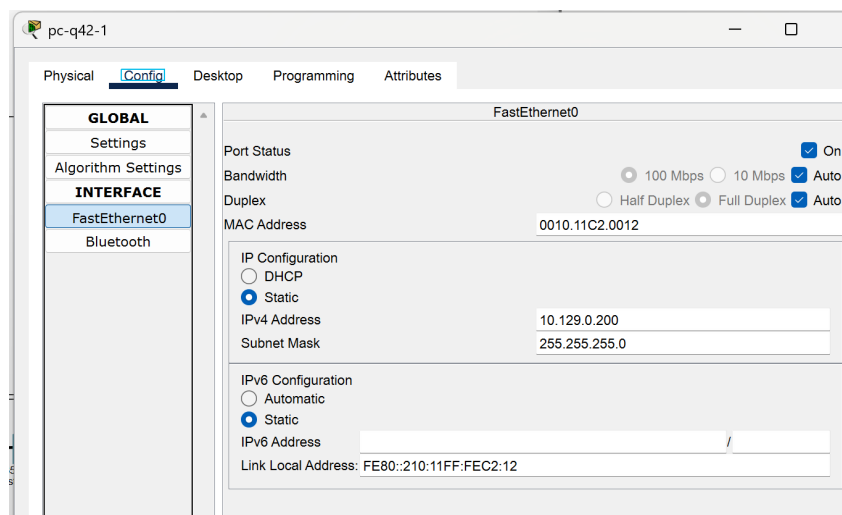 pc-q42-1
Physical Config Desktop Programming Attributes
GLOBAL
Settings
Algorithm Settings
INTERFACE
FastEthernet0
Bluetooth
FastEthernet0
Port Status On
Bandwidth 100 Mbps 10 Mbps Auto
Duplex Half Duplex Full Duplex Auto
MAC Address 0010.11C2.0012
IP Configuration
DHCP
Static
IPv4 Address 10.129.0.200
Subnet Mask 255.255.255.0
IPv6 Configuration
Automatic
Static
IPv6 Address /
Link Local Address: FE80::210:11FF:FEC2:12